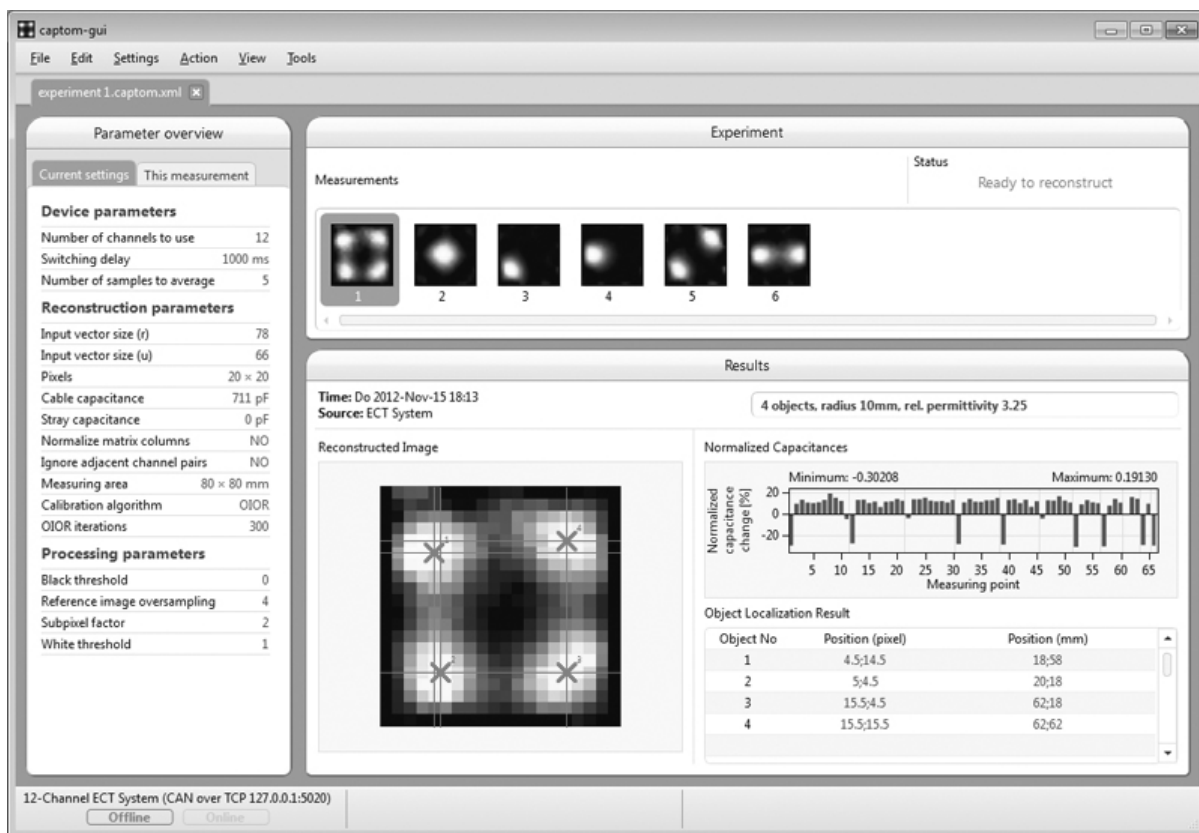 captom-gui
File Edit Settings Action View Tools
experiment 1.captom.xml
Parameter overview
Current settings This measurement
Device parameters
Number of channels to use 12
Switching delay 1000 ms
Number of samples to average 5
Reconstruction parameters
Input vector size (r) 78
Input vector size (u) 66
Pixels 20 × 20
Cable capacitance 711 pF
Stray capacitance 0 pF
Normalize matrix columns NO
Ignore adjacent channel pairs NO
Measuring area 80 × 80 mm
Calibration algorithm OIOR
OIOR iterations 300
Processing parameters
Black threshold 0
Reference image oversampling 4
Subpixel factor 2
White threshold 1
Experiment
Measurements
Status
Ready to reconstruct
1 2 3 4 5 6
Results
Time: Do 2012-Nov-15 18:13
Source: ECT System
4 objects, radius 10mm, rel. permittivity 3.25
Reconstructed Image
1
4
2
3
Normalized Capacitances
Minimum: -0.30208 Maximum: 0.19130
Normalized
capacitance
change [%]
20
0
-20
5 10 15 20 25 30 35 40 45 50 55 60 65
Measuring point
Object Localization Result
Object No Position (pixel) Position (mm)
1 4.5;14.5 18;58
2 5;4.5 20;18
3 15.5;4.5 62;18
4 15.5;15.5 62;62
12-Channel ECT System (CAN over TCP 127.0.0.1:5020)
Offline Online